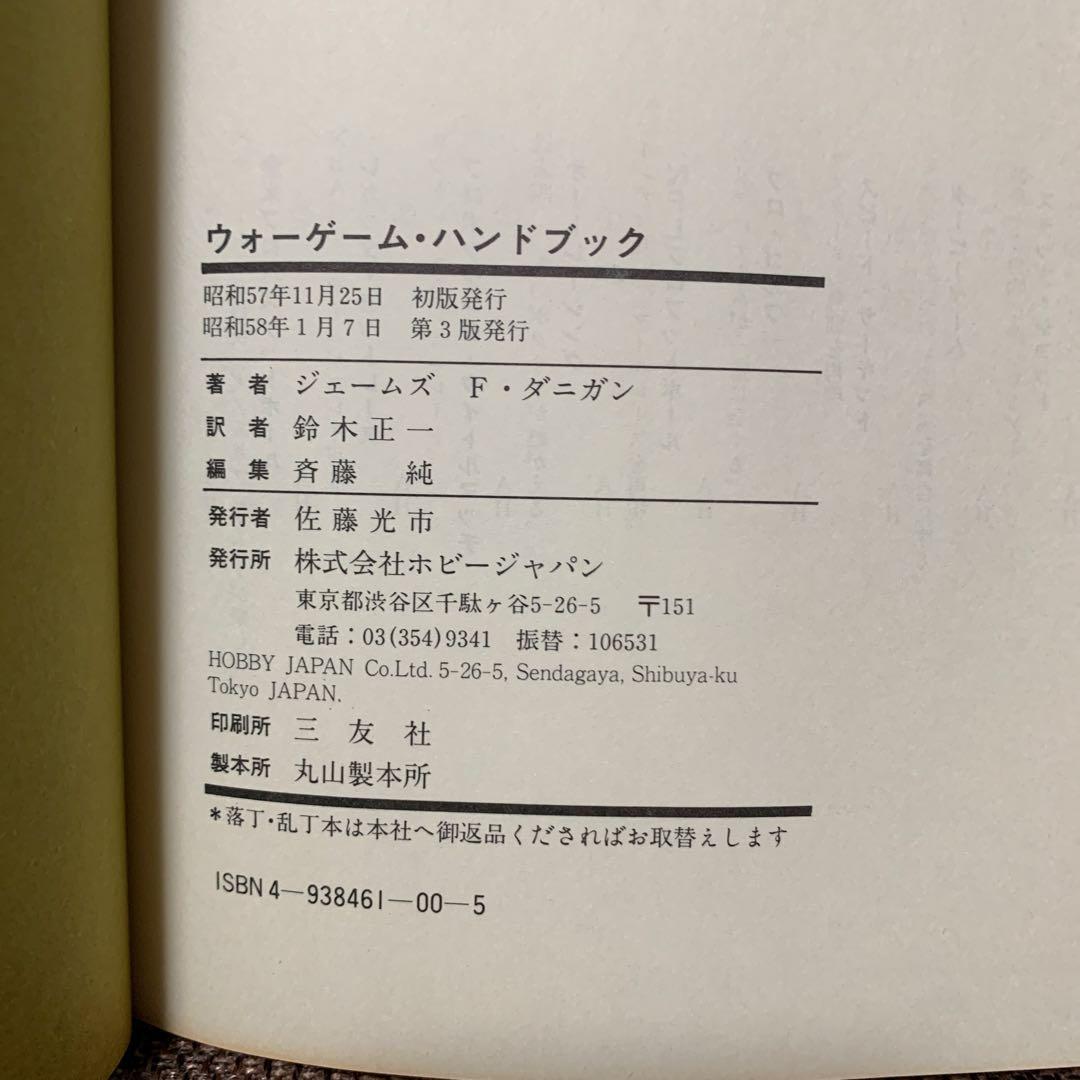 ウォーゲーム・ハンドブック
昭和57年11月25日　初版発行
昭和58年1月7日　第3版発行
著者　ジェームズ　F・ダニガン
訳者　鈴木正一
編集　斉藤　純
発行者　佐藤光市
発行所　株式会社ホビージャパン
東京都渋谷区千駄ヶ谷5-26-5　〒151
電話：03(354)9341　振替：106531
HOBBY JAPAN Co.Ltd. 5-26-5, Sendagaya, Shibuya-ku
Tokyo JAPAN.
印刷所　三友社
製本所　丸山製本所
*落丁・乱丁本は本社へ御返品くださればお取替えします
ISBN4-938461-00-5